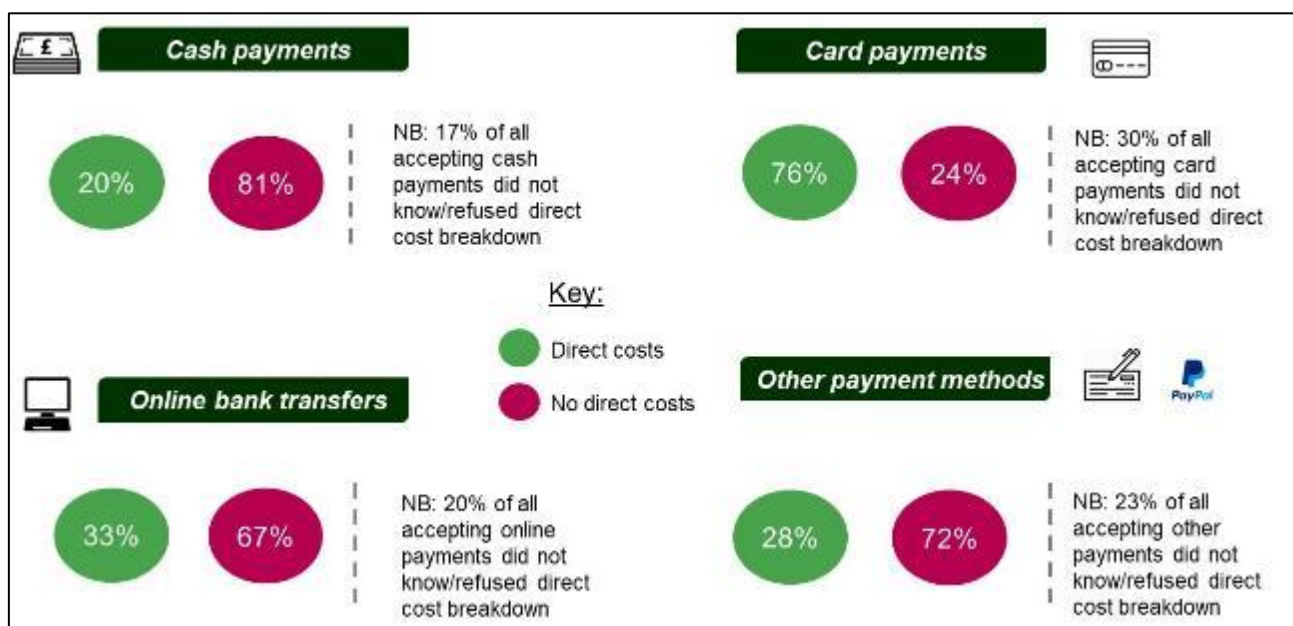 £
Cash payments
20%
81%
NB: 17% of all
accepting cash
payments did not
know/refused direct
cost breakdown
Card payments
76%
24%
NB: 30% of all
accepting card
payments did not
know/refused direct
cost breakdown
Key:
Direct costs
No direct costs
Online bank transfers
33%
67%
NB: 20% of all
accepting online
payments did not
know/refused direct
cost breakdown
Other payment methods
PayPal
28%
72%
NB: 23% of all
accepting other
payments did not
know/refused direct
cost breakdown